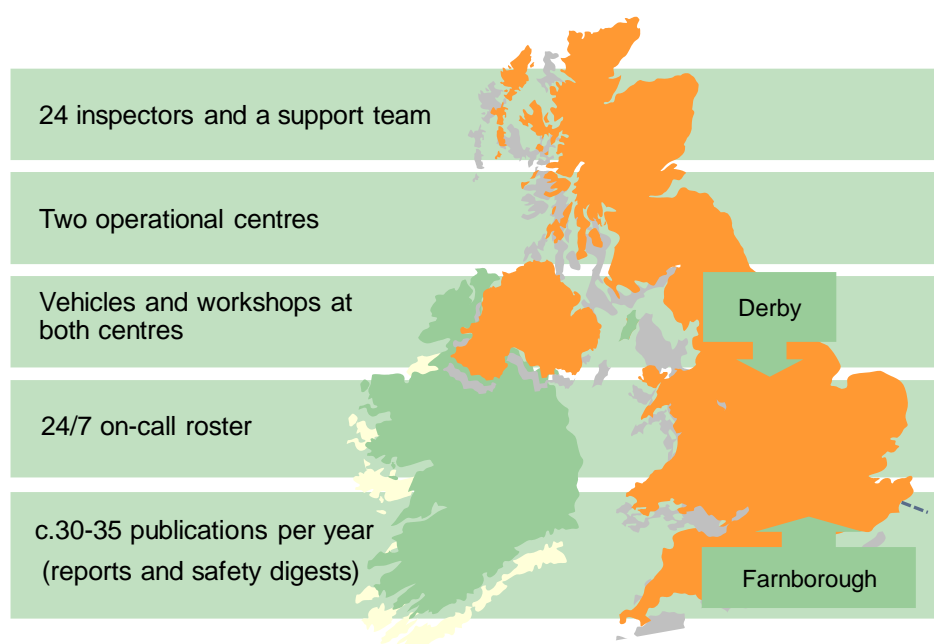 24 inspectors and a support team
Two operational centres
Vehicles and workshops at
both centres
Derby
24/7 on-call roster
c.30-35 publications per year
(reports and safety digests)
Farnborough